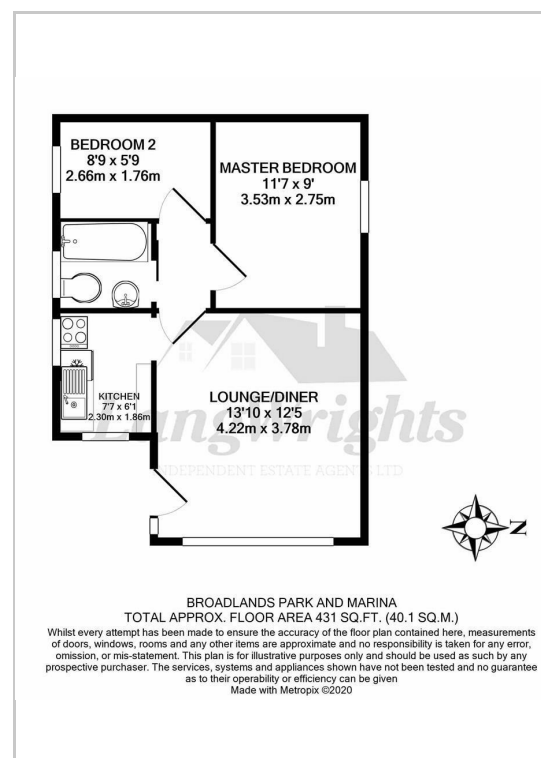 BEDROOM 2
8'9 x 5'9
2.66m x 1.76m
MASTER BEDROOM
11'7 x 9'
3.53m x 2.75m
KITCHEN
7'7 x 6'1
2.30m x 1.86m
LOUNGE/DINER
13'10 x 12'5
4.22m x 3.78m
LangWrights
INDEPENDENT ESTATE AGENTS LTD
N
BROADLANDS PARK AND MARINA
TOTAL APPROX. FLOOR AREA 431 SQ.FT. (40.1 SQ.M.)
Whilst every attempt has been made to ensure the accuracy of the floor plan contained here, measurements
of doors, windows, rooms and any other items are approximate and no responsibility is taken for any error,
omission, or mis-statement. This plan is for illustrative purposes only and should be used as such by any
prospective purchaser. The services, systems and appliances shown have not been tested and no guarantee
as to their operability or efficiency can be given
Made with Metropix ©2020